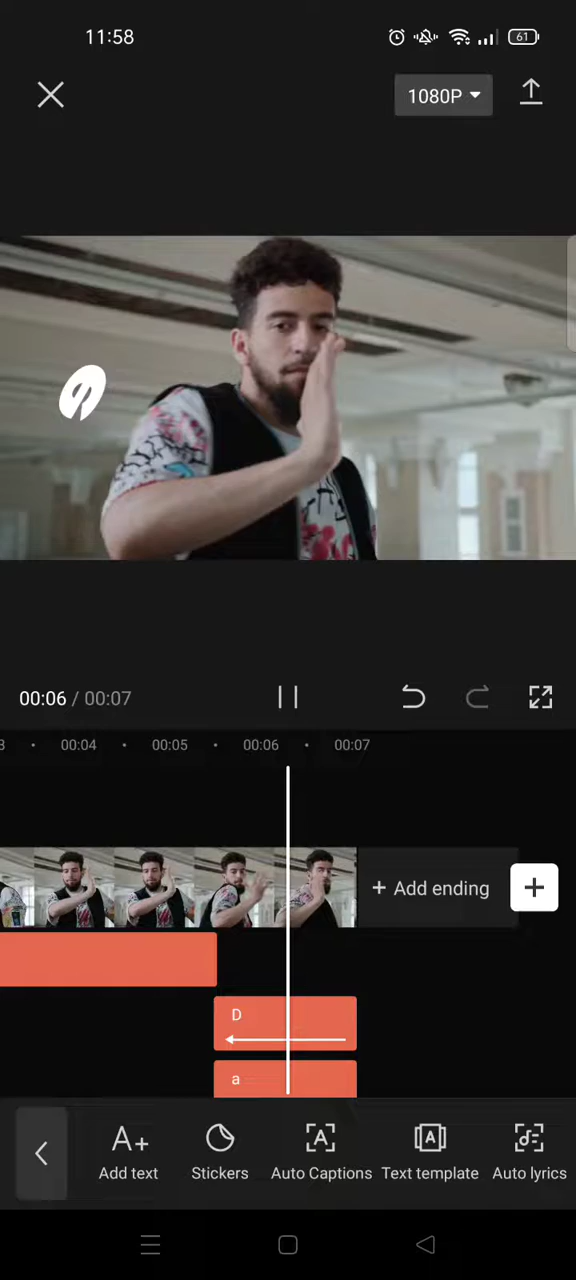 11:58
61
1080P
00:06 / 00:07
3 00:04 00:05 00:06 00:07
+ Add ending
D
a
A+
Add text
Stickers
A
Auto Captions
A
Text template
Auto lyrics